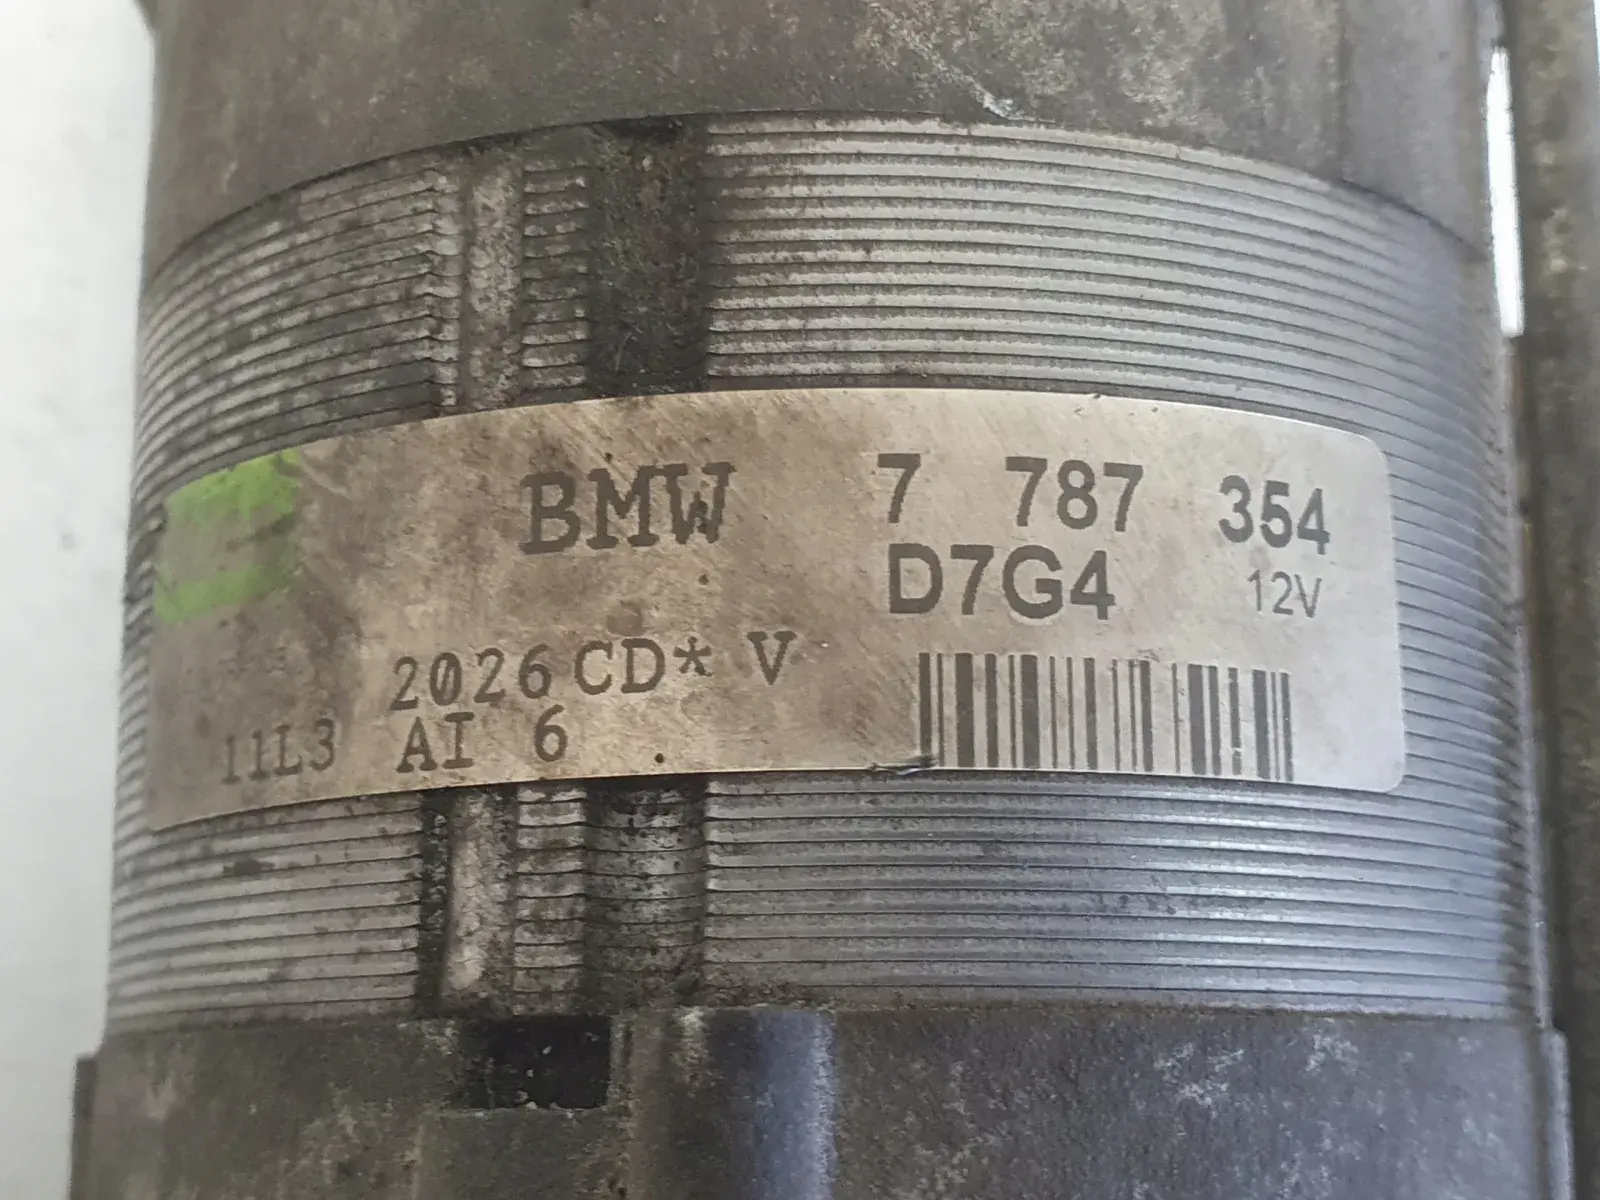 BMW 7 787 354
D7G4 12V
2026 CD* V
11L3 AI 6